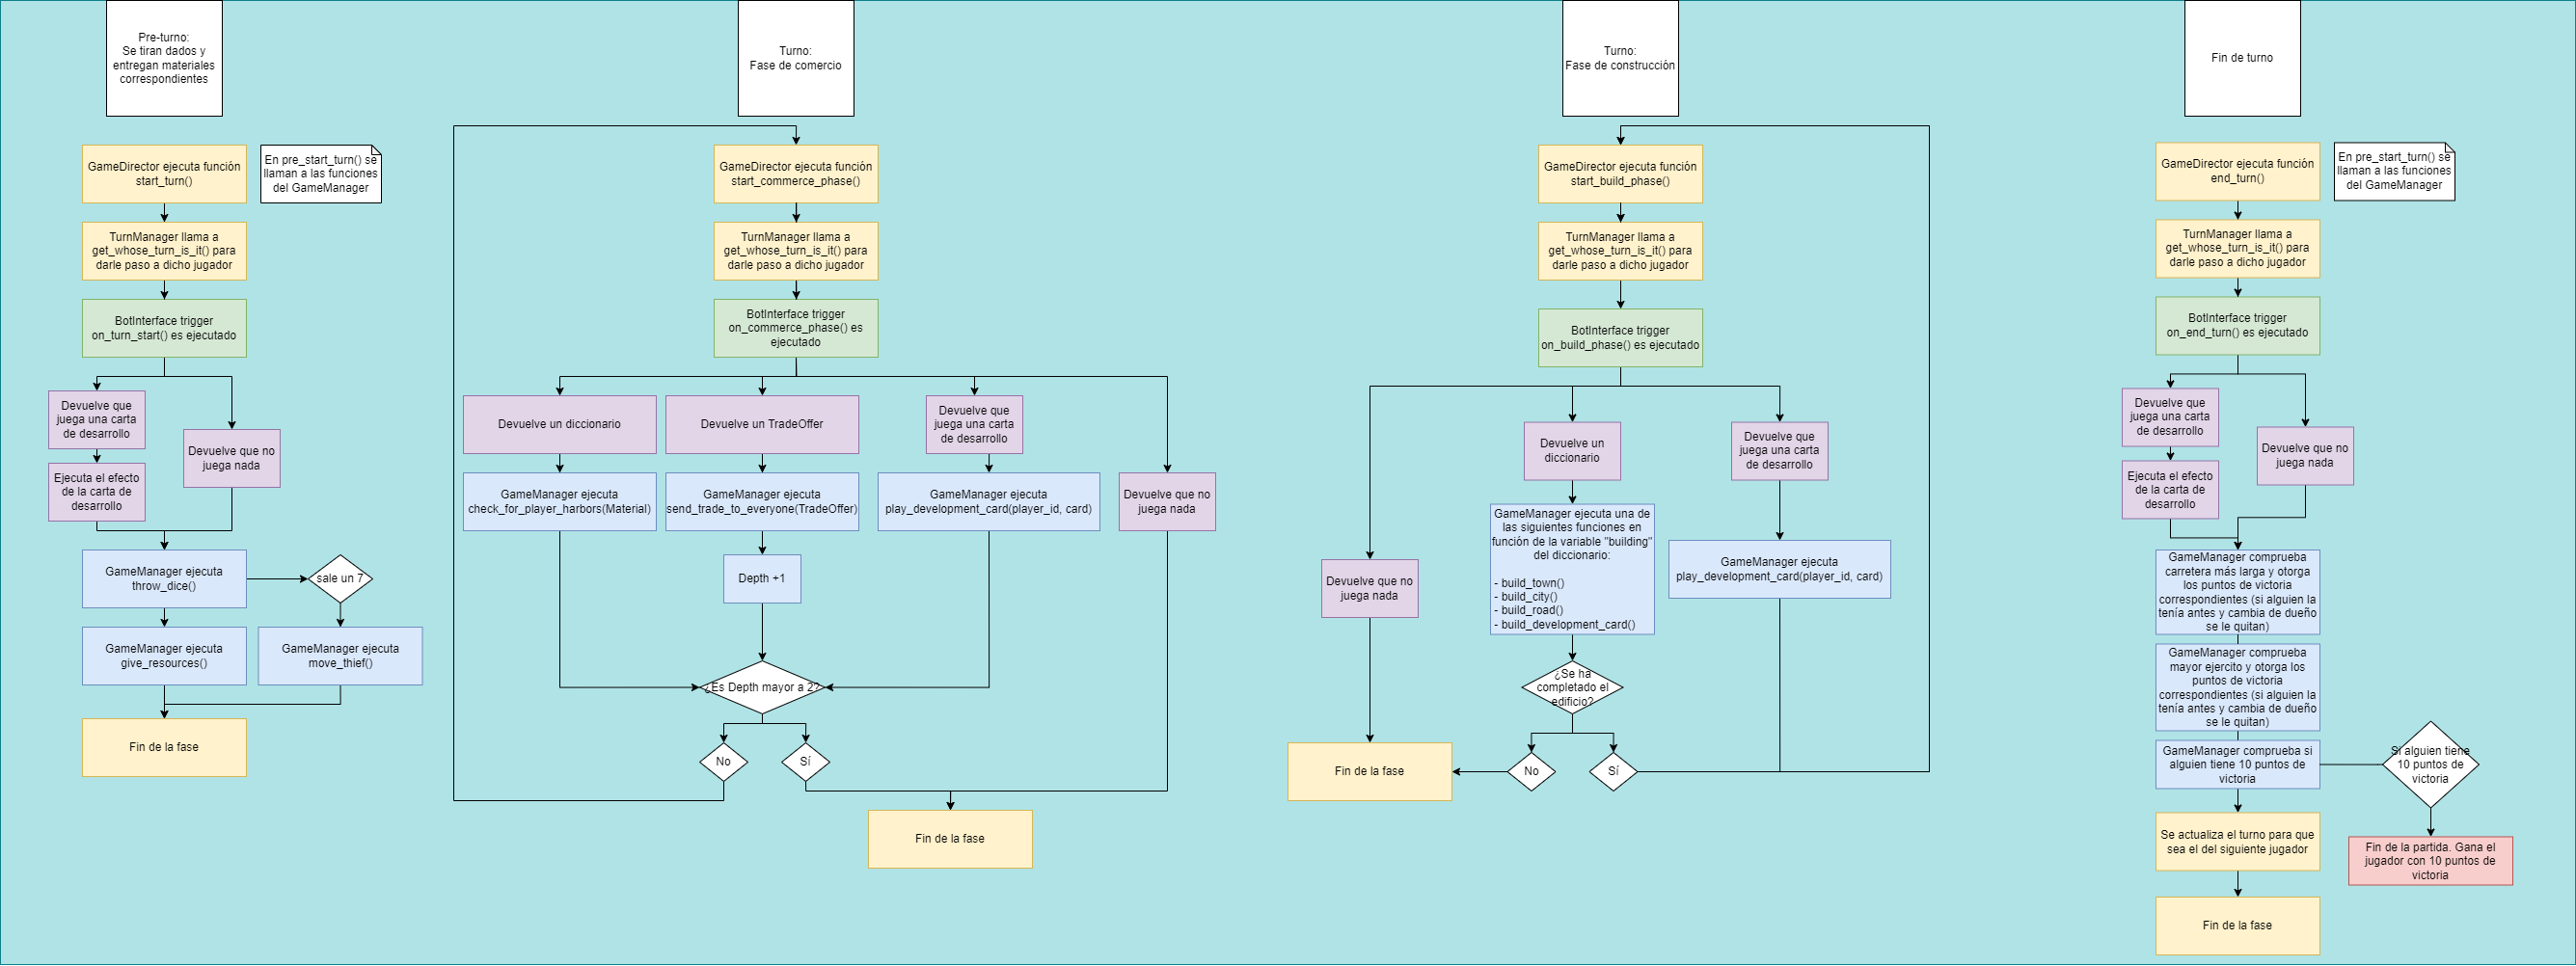 Pre-turno:
Se tiran dados y
entregan materiales
correspondientes
GameDirector ejecuta función
start_turn()
En pre_start_turn() se
llaman a las funciones
del GameManager
TurnManager llama a
get_whose_turn_is_it() para
darle paso a dicho jugador
BotInterface trigger
on_turn_start() es ejecutado
Devuelve que
juega una carta
de desarrollo
Devuelve que no
juega nada
Ejecuta el efecto
de la carta de
desarrollo
GameManager ejecuta
throw_dice()
sale un 7
GameManager ejecuta
give_resources()
GameManager ejecuta
move_thief()
Fin de la fase
Turno:
Fase de comercio
GameDirector ejecuta función
start_commerce_phase()
TurnManager llama a
get_whose_turn_is_it() para
darle paso a dicho jugador
BotInterface trigger
on_commerce_phase() es
ejecutado
Devuelve un diccionario
Devuelve un TradeOffer
Devuelve que
juega una carta
de desarrollo
GameManager ejecuta
check_for_player_harbors(Material)
GameManager ejecuta
send_trade_to_everyone(TradeOffer)
GameManager ejecuta
play_development_card(player_id, card)
Devuelve que no
juega nada
Depth +1
¿Es Depth mayor a 2?
No
Sí
Fin de la fase
Turno:
Fase de construcción
GameDirector ejecuta función
start_build_phase()
TurnManager llama a
get_whose_turn_is_it() para
darle paso a dicho jugador
BotInterface trigger
on_build_phase() es ejecutado
Devuelve un
diccionario
Devuelve que
juega una carta
de desarrollo
GameManager ejecuta una de
las siguientes funciones en
función de la variable "building"
del diccionario:
- build_town()
- build_city()
- build_road()
- build_development_card()
GameManager ejecuta
play_development_card(player_id, card)
Devuelve que no
juega nada
¿Se ha
completado el
edificio?
Fin de la fase
No
Sí
Fin de turno
GameDirector ejecuta función
end_turn()
En pre_start_turn() se
llaman a las funciones
del GameManager
TurnManager llama a
get_whose_turn_is_it() para
darle paso a dicho jugador
BotInterface trigger
on_end_turn() es ejecutado
Devuelve que
juega una carta
de desarrollo
Devuelve que no
juega nada
Ejecuta el efecto
de la carta de
desarrollo
GameManager comprueba
carretera más larga y otorga
los puntos de victoria
correspondientes (si alguien la
tenía antes y cambia de dueño
se le quitan)
GameManager comprueba
mayor ejercito y otorga los
puntos de victoria
correspondientes (si alguien la
tenía antes y cambia de dueño
se le quitan)
GameManager comprueba si
alguien tiene 10 puntos de
victoria
Si alguien tiene
10 puntos de
victoria
Se actualiza el turno para que
sea el del siguiente jugador
Fin de la partida. Gana el
jugador con 10 puntos de
victoria
Fin de la fase